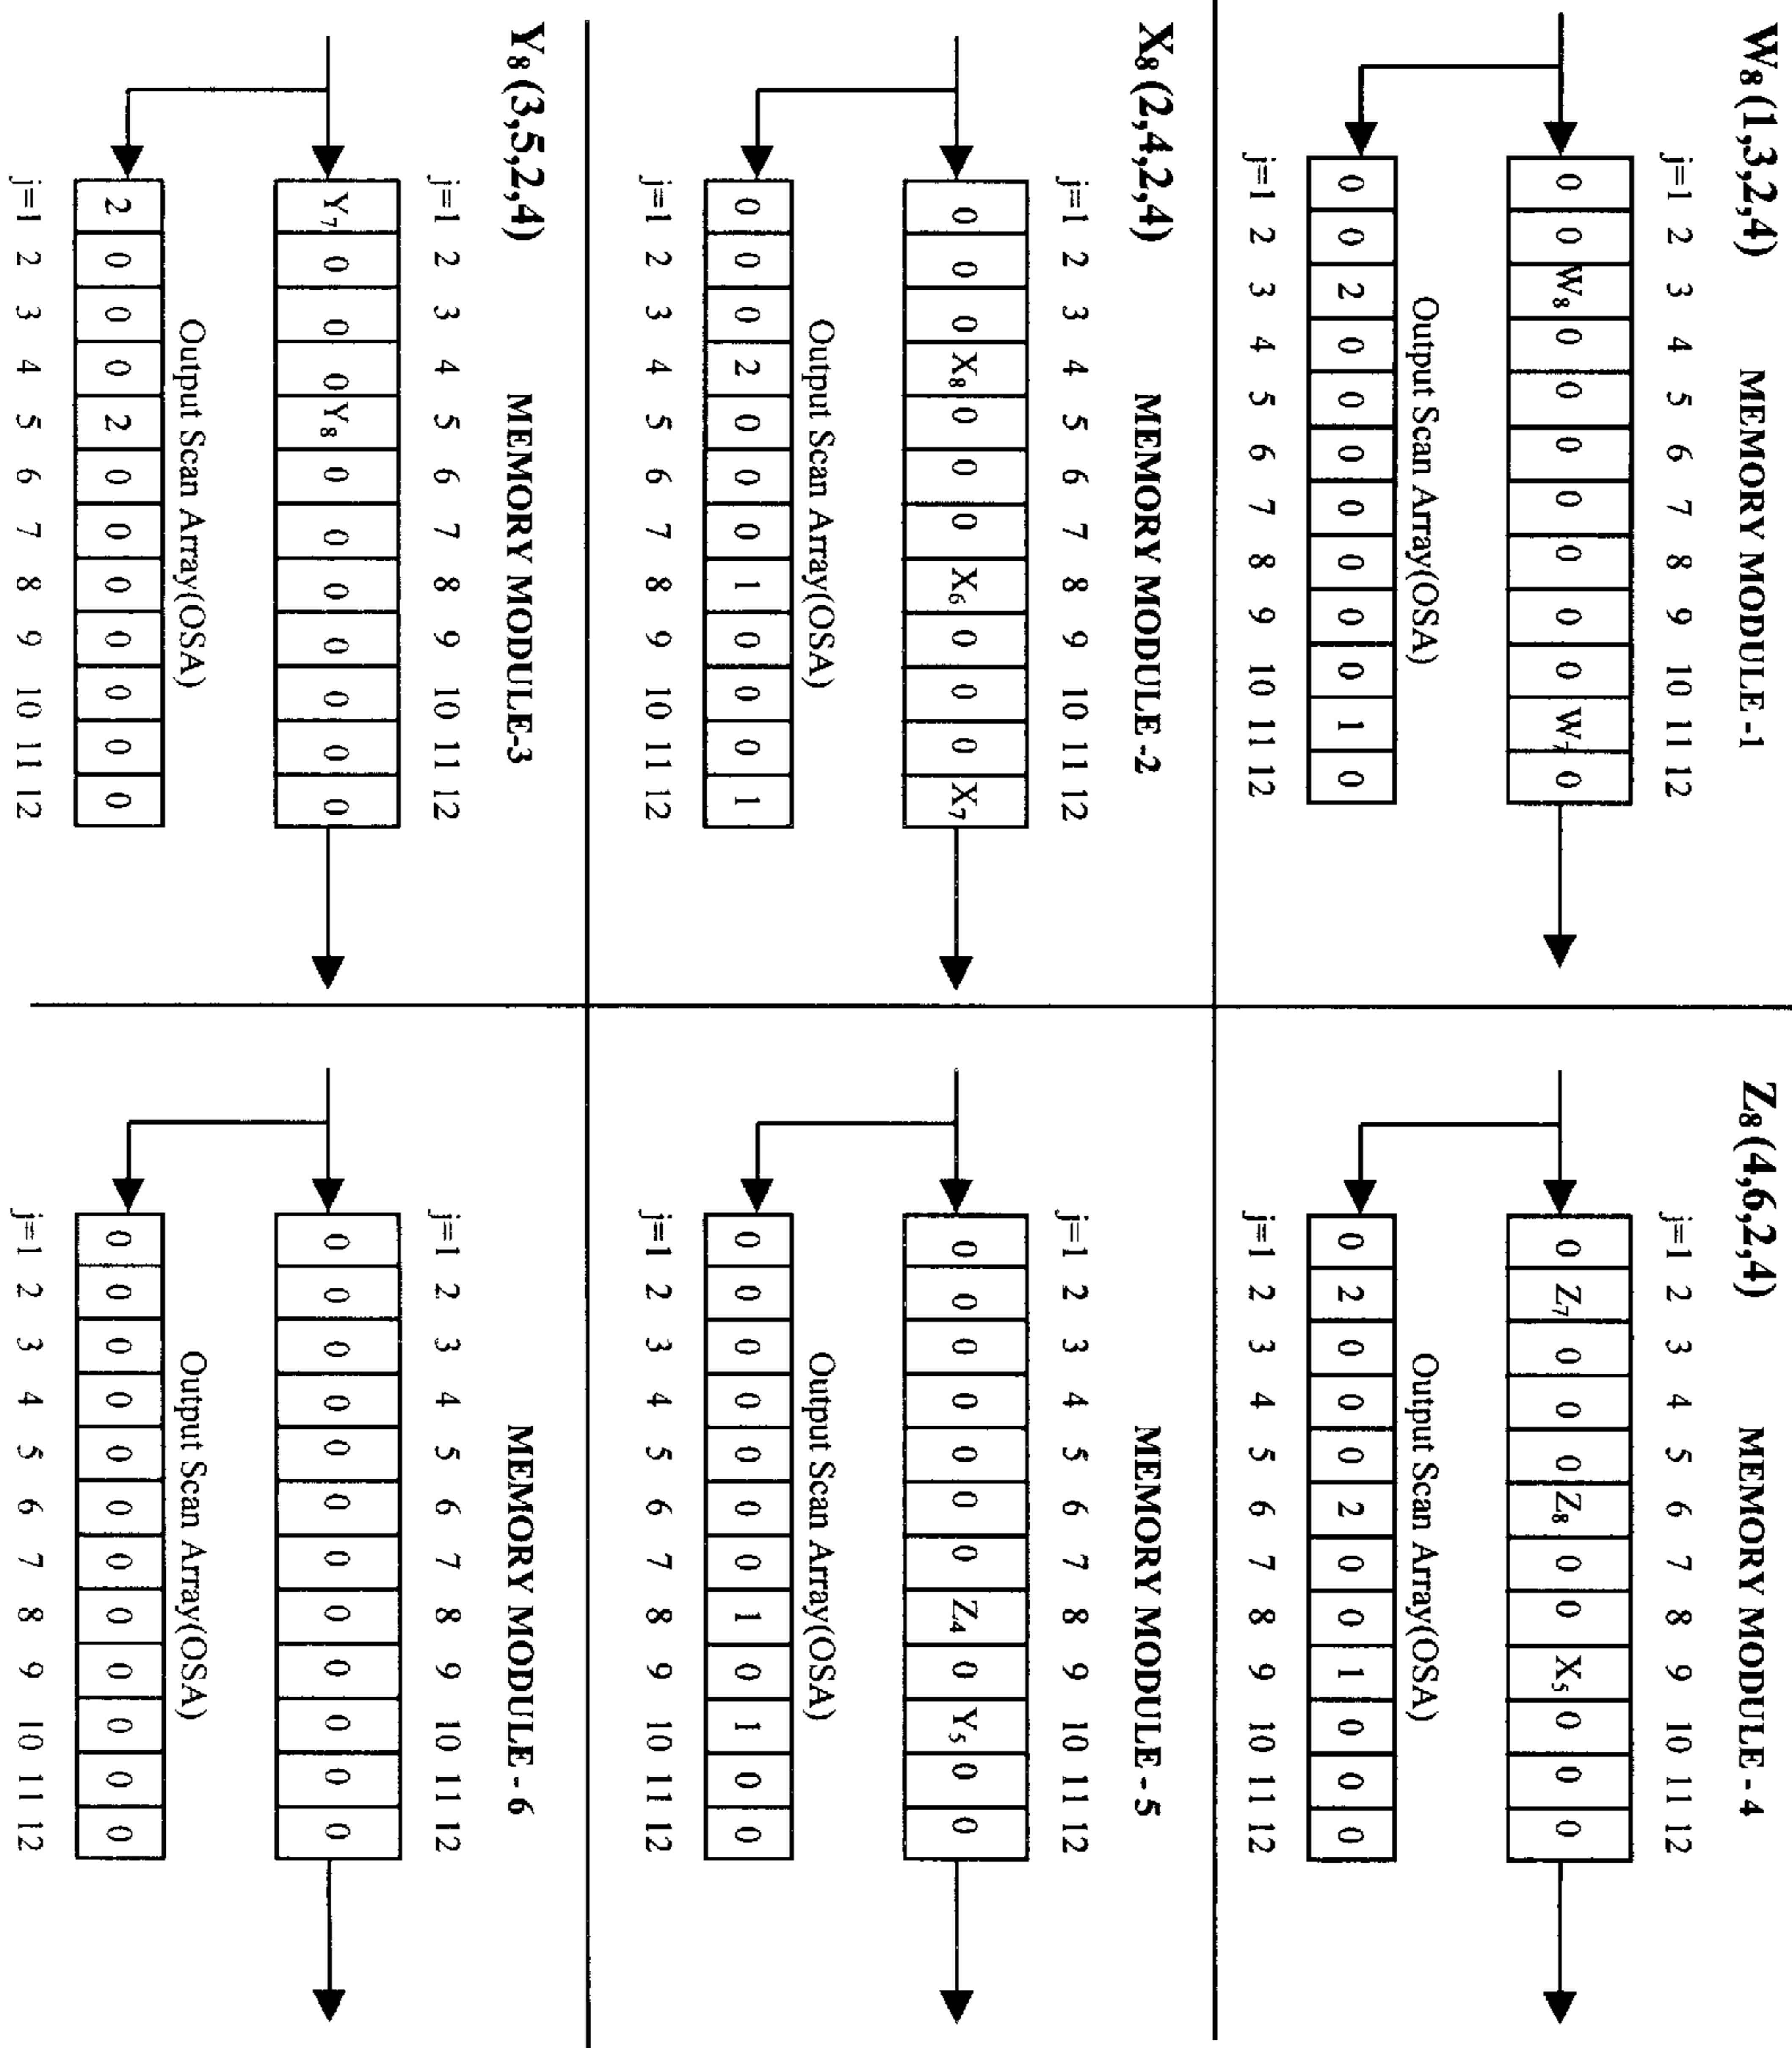 W₈(1,3,2,4) MEMORY MODULE -1
j=1 2 3 4 5 6 7 8 9 10 11 12
0 0 W₈ 0 0 0 0 0 0 0 W₇ 0
Output Scan Array(OSA)
0 0 2 0 0 0 0 0 0 0 1 0
j=1 2 3 4 5 6 7 8 9 10 11 12
Z₈(4,6,2,4) MEMORY MODULE - 4
j=1 2 3 4 5 6 7 8 9 10 11 12
0 Z₇ 0 0 0 Z₈ 0 0 X₅ 0 0 0
Output Scan Array(OSA)
0 2 0 0 0 2 0 0 1 0 0 0
j=1 2 3 4 5 6 7 8 9 10 11 12
X₈(2,4,2,4) MEMORY MODULE -2
j=1 2 3 4 5 6 7 8 9 10 11 12
0 0 0 X₈ 0 0 0 X₆ 0 0 0 X₇
Output Scan Array(OSA)
0 0 0 2 0 0 0 1 0 0 0 1
j=1 2 3 4 5 6 7 8 9 10 11 12
MEMORY MODULE - 5
j=1 2 3 4 5 6 7 8 9 10 11 12
0 0 0 0 0 0 0 Z₄ 0 Y₅ 0 0
Output Scan Array(OSA)
0 0 0 0 0 0 0 1 0 1 0 0
j=1 2 3 4 5 6 7 8 9 10 11 12
Y₈(3,5,2,4) MEMORY MODULE-3
j=1 2 3 4 5 6 7 8 9 10 11 12
Y₇ 0 0 0 Y₈ 0 0 0 0 0 0 0
Output Scan Array(OSA)
2 0 0 0 2 0 0 0 0 0 0 0
j=1 2 3 4 5 6 7 8 9 10 11 12
MEMORY MODULE - 6
j=1 2 3 4 5 6 7 8 9 10 11 12
0 0 0 0 0 0 0 0 0 0 0 0
Output Scan Array(OSA)
0 0 0 0 0 0 0 0 0 0 0 0
j=1 2 3 4 5 6 7 8 9 10 11 12